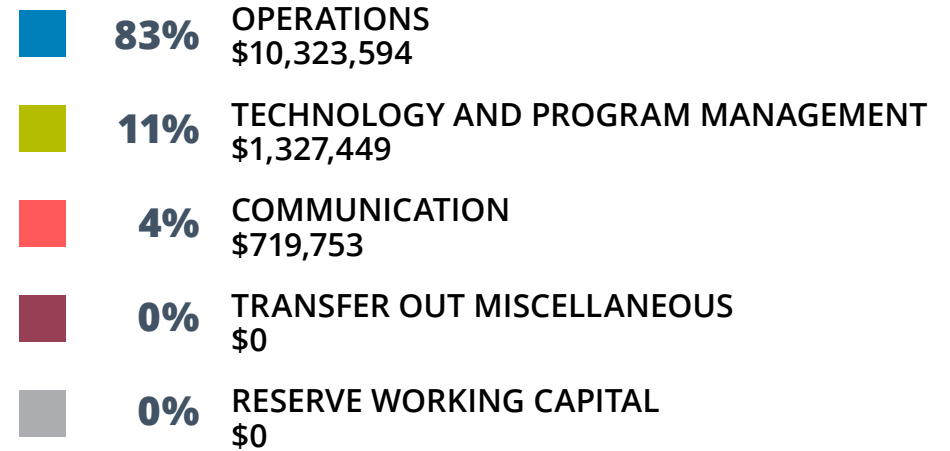 83% OPERATIONS
$10,323,594
11% TECHNOLOGY AND PROGRAM MANAGEMENT
$1,327,449
4% COMMUNICATION
$719,753
0% TRANSFER OUT MISCELLANEOUS
$0
0% RESERVE WORKING CAPITAL
$0